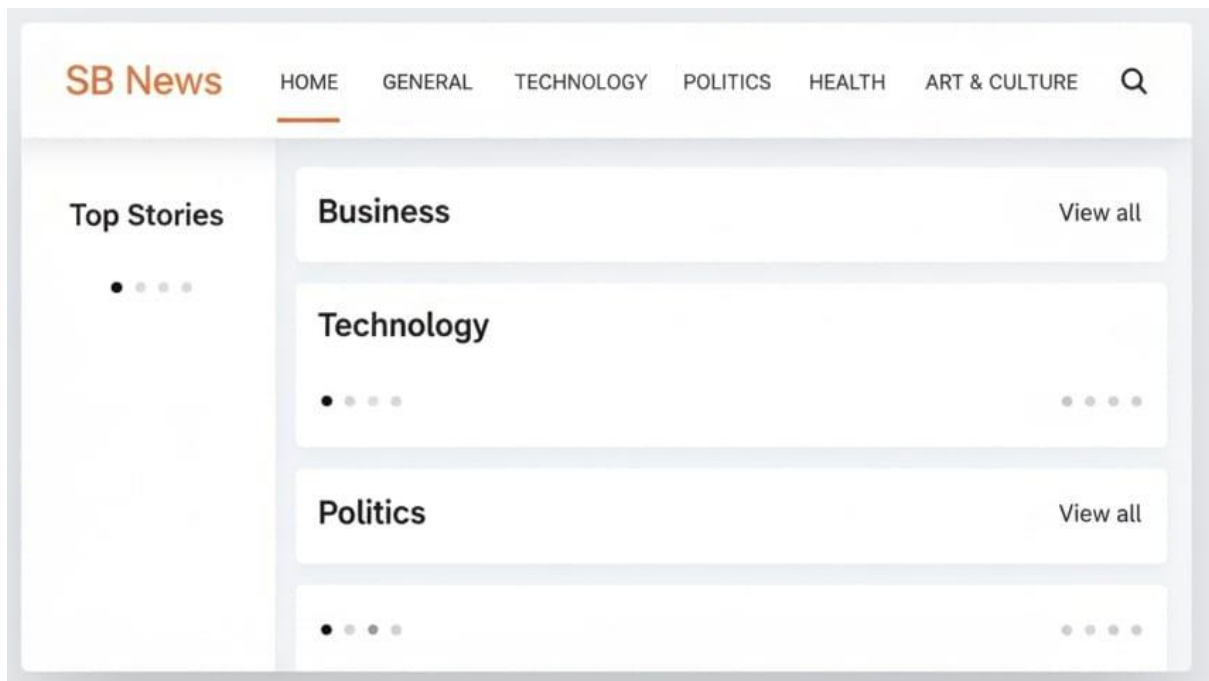 SB News HOME GENERAL TECHNOLOGY POLITICS HEALTH ART & CULTURE
Top Stories
Business View all
Technology
Politics View all